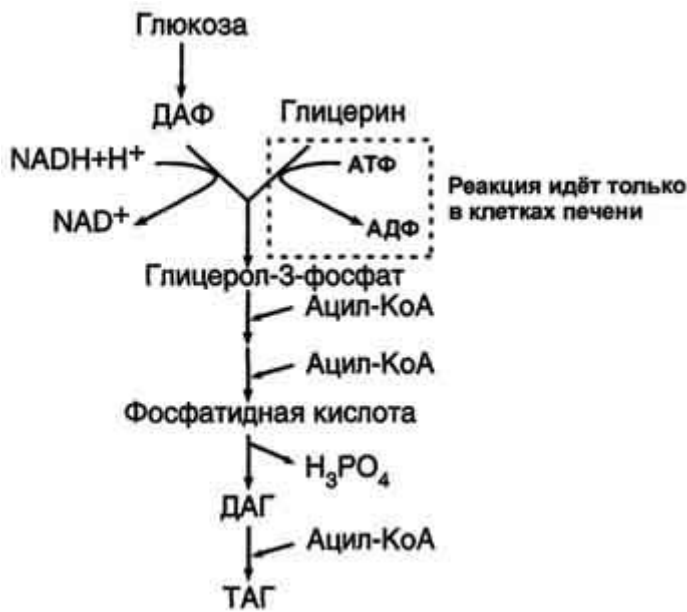 Глюкоза
ДАФ
Глицерин
NADH+H⁺
АТФ
Реакция идёт только
в клетках печени
NAD⁺
АДФ
Глицерол-3-фосфат
Ацил-КоА
Ацил-КоА
Фосфатидная кислота
H₃PO₄
ДАГ
Ацил-КоА
ТАГ